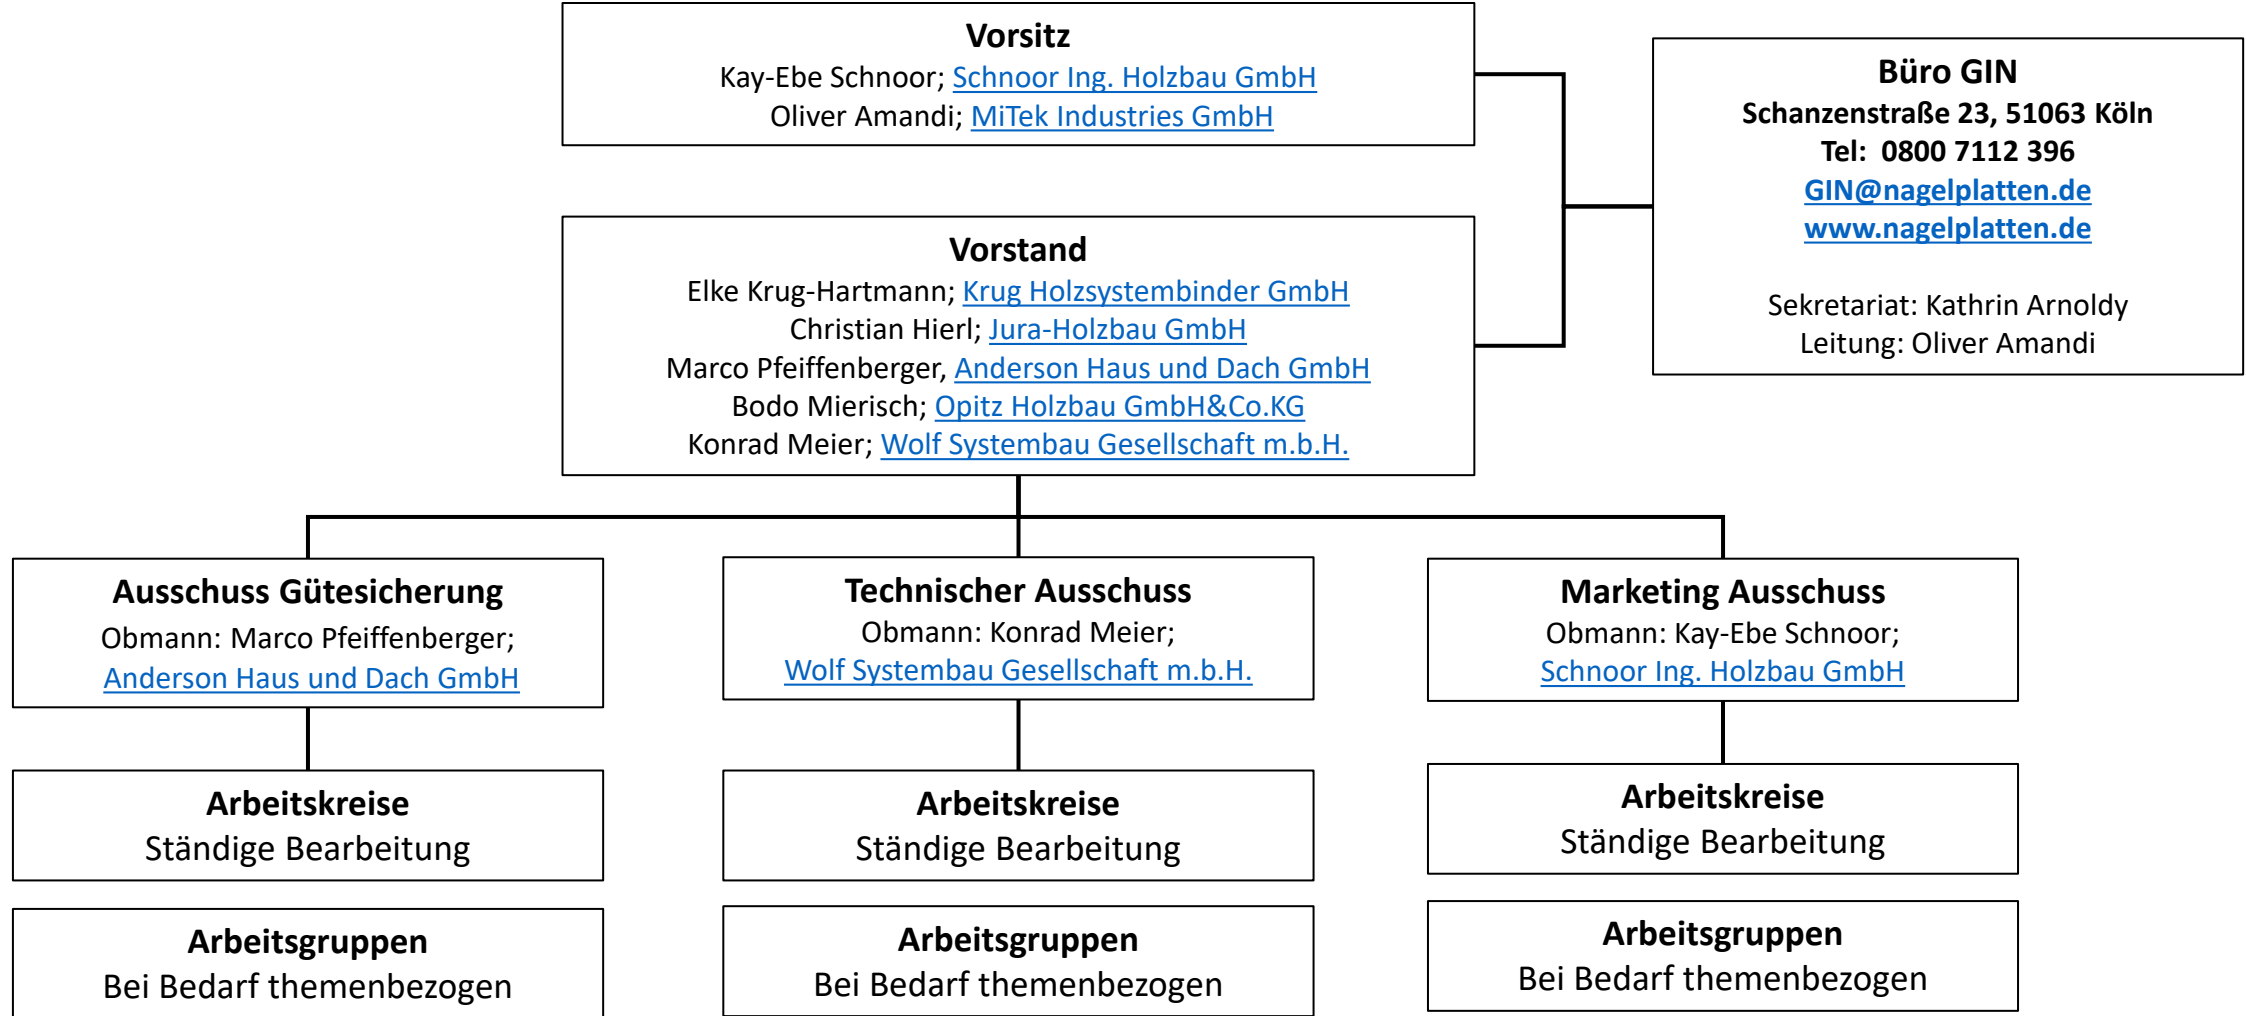 Vorsitz
Kay-Ebe Schnoor; Schnoor Ing. Holzbau GmbH
Oliver Amandi; MiTek Industries GmbH
Büro GIN
Schanzenstraße 23, 51063 Köln
Tel:  0800 7112 396
GIN@nagelplatten.de
www.nagelplatten.de
Sekretariat: Kathrin Arnoldy
Leitung: Oliver Amandi
Vorstand
Elke Krug-Hartmann; Krug Holzsystembinder GmbH
Christian Hierl; Jura-Holzbau GmbH
Marco Pfeiffenberger, Anderson Haus und Dach GmbH
Bodo Mierisch; Opitz Holzbau GmbH&Co.KG
Konrad Meier; Wolf Systembau Gesellschaft m.b.H.
Ausschuss Gütesicherung
Obmann: Marco Pfeiffenberger;
Anderson Haus und Dach GmbH
Technischer Ausschuss
Obmann: Konrad Meier;
Wolf Systembau Gesellschaft m.b.H.
Marketing Ausschuss
Obmann: Kay-Ebe Schnoor;
Schnoor Ing. Holzbau GmbH
Arbeitskreise
Ständige Bearbeitung
Arbeitskreise
Ständige Bearbeitung
Arbeitskreise
Ständige Bearbeitung
Arbeitsgruppen
Bei Bedarf themenbezogen
Arbeitsgruppen
Bei Bedarf themenbezogen
Arbeitsgruppen
Bei Bedarf themenbezogen